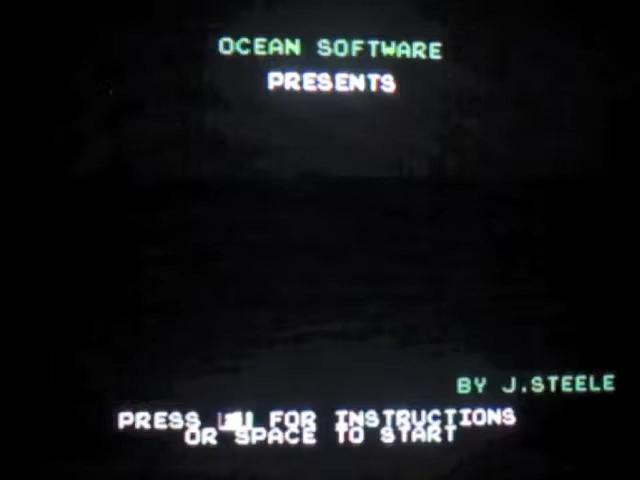 OCEAN SOFTWARE
PRESENTS
BY J.STEELE
PRESS FOR INSTRUCTIONS
OR SPACE TO START